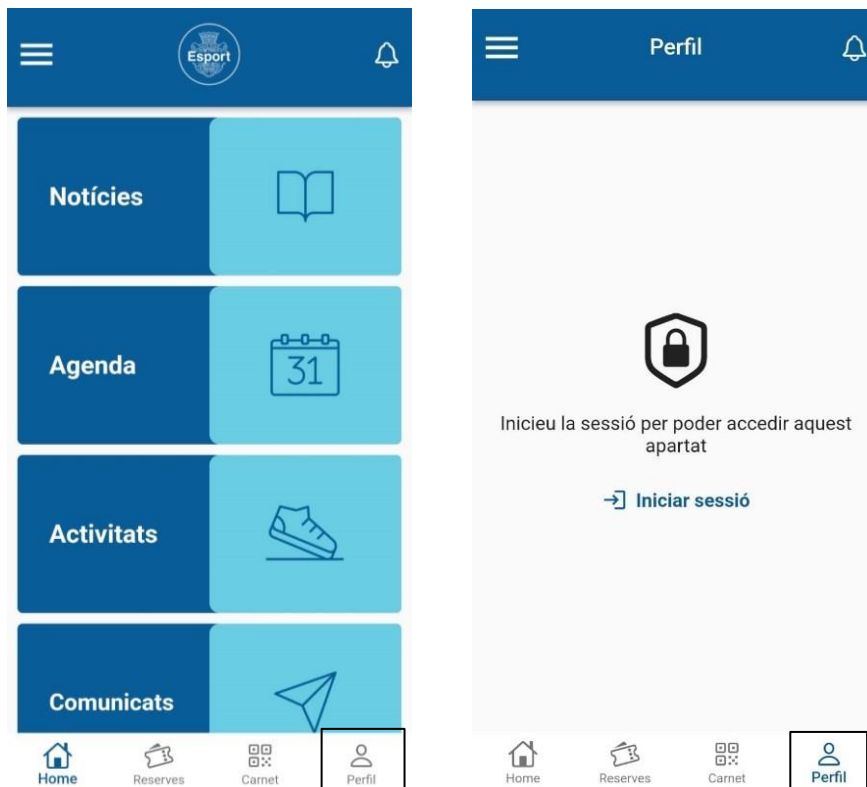 Esport
Notícies
Agenda
31
Activitats
Comunicats
Home
Reserves
Carnet
Perfil
Perfil
Inicieu la sessió per poder accedir aquest
apartat
Iniciar sessió
Home
Reserves
Carnet
Perfil